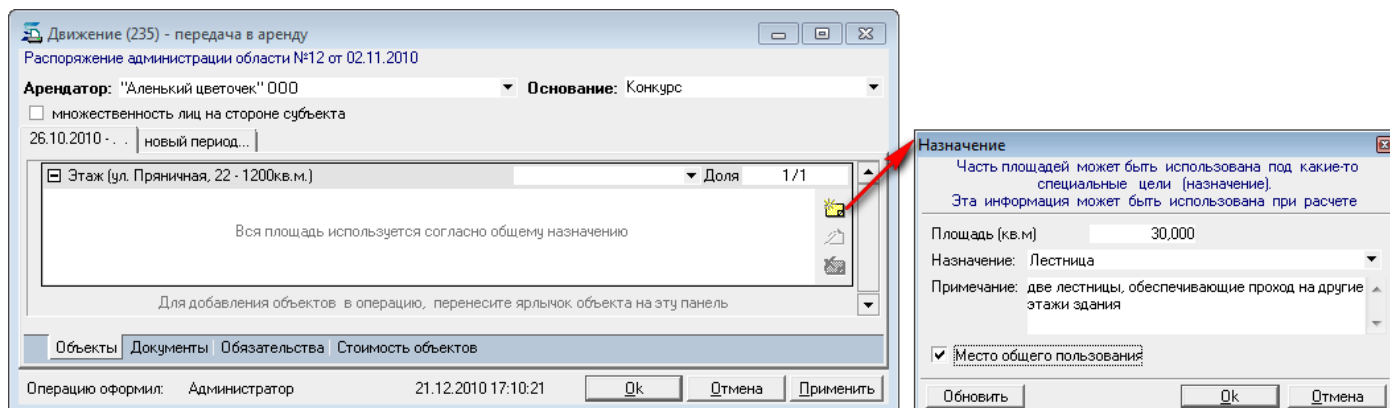 Движение (235) - передача в аренду
Распоряжение администрации области №12 от 02.11.2010
Арендатор: "Аленький цветочек" ООО Основание: Конкурс
множественность лиц на стороне субъекта
26.10.2010 - . . новый период...
Этаж (ул. Пряничная, 22 - 1200кв.м.) Доля 1/1
Вся площадь используется согласно общему назначению
Для добавления объектов в операцию, перенесите ярлычок объекта на эту панель
Объекты Документы Обязательства Стоимость объектов
Операцию оформил: Администратор 21.12.2010 17:10:21 Ok Отмена Применить
Назначение
Часть площадей может быть использована под какие-то
специальные цели (назначение).
Эта информация может быть использована при расчете
Площадь (кв.м) 30,000
Назначение: Лестница
Примечание: две лестницы, обеспечивающие проход на другие
этажи здания
Место общего пользования
Обновить Ok Отмена